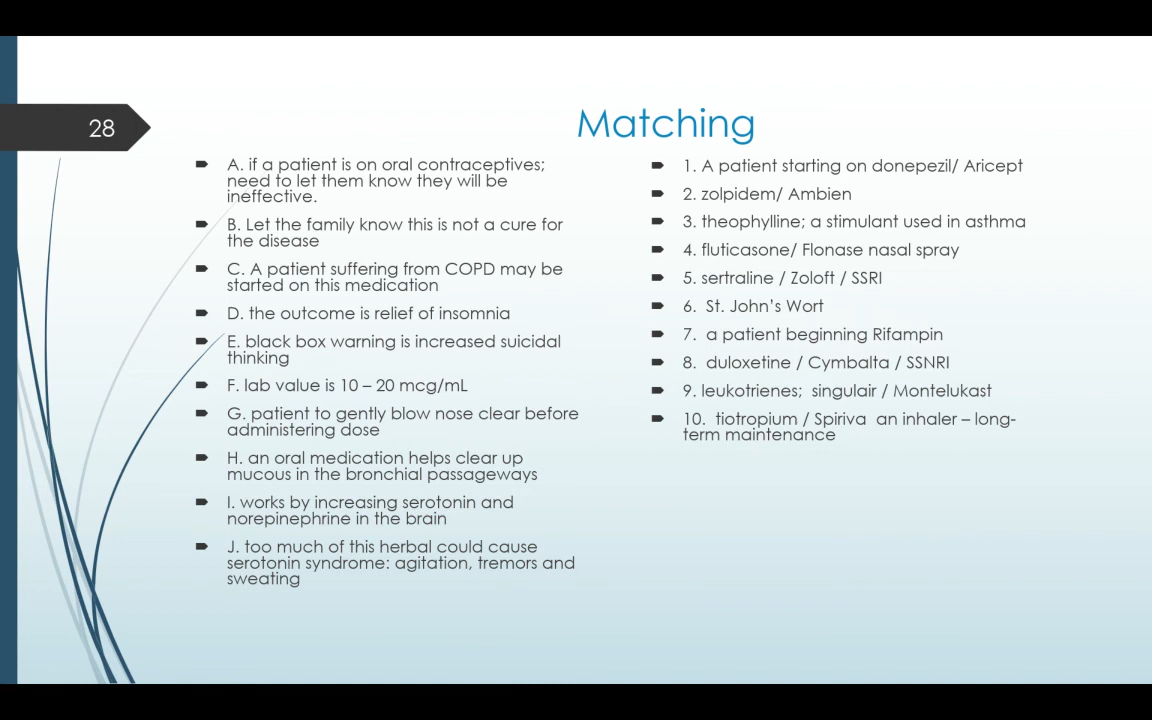 28
Matching
A. if a patient is on oral contraceptives;
need to let them know they will be
ineffective.
B. Let the family know this is not a cure for
the disease
C. A patient suffering from COPD may be
started on this medication
D. the outcome is relief of insomnia
E. black box warning is increased suicidal
thinking
F. lab value is 10 – 20 mcg/mL
G. patient to gently blow nose clear before
administering dose
H. an oral medication helps clear up
mucous in the bronchial passageways
I. works by increasing serotonin and
norepinephrine in the brain
J. too much of this herbal could cause
serotonin syndrome: agitation, tremors and
sweating
1. A patient starting on donepezil/ Aricept
2. zolpidem/ Ambien
3. theophylline; a stimulant used in asthma
4. fluticasone/ Flonase nasal spray
5. sertraline / Zoloft / SSRI
6. St. John’s Wort
7. a patient beginning Rifampin
8. duloxetine / Cymbalta / SSNRI
9. leukotrienes; singulair / Montelukast
10. tiotropium / Spiriva an inhaler – long-
term maintenance